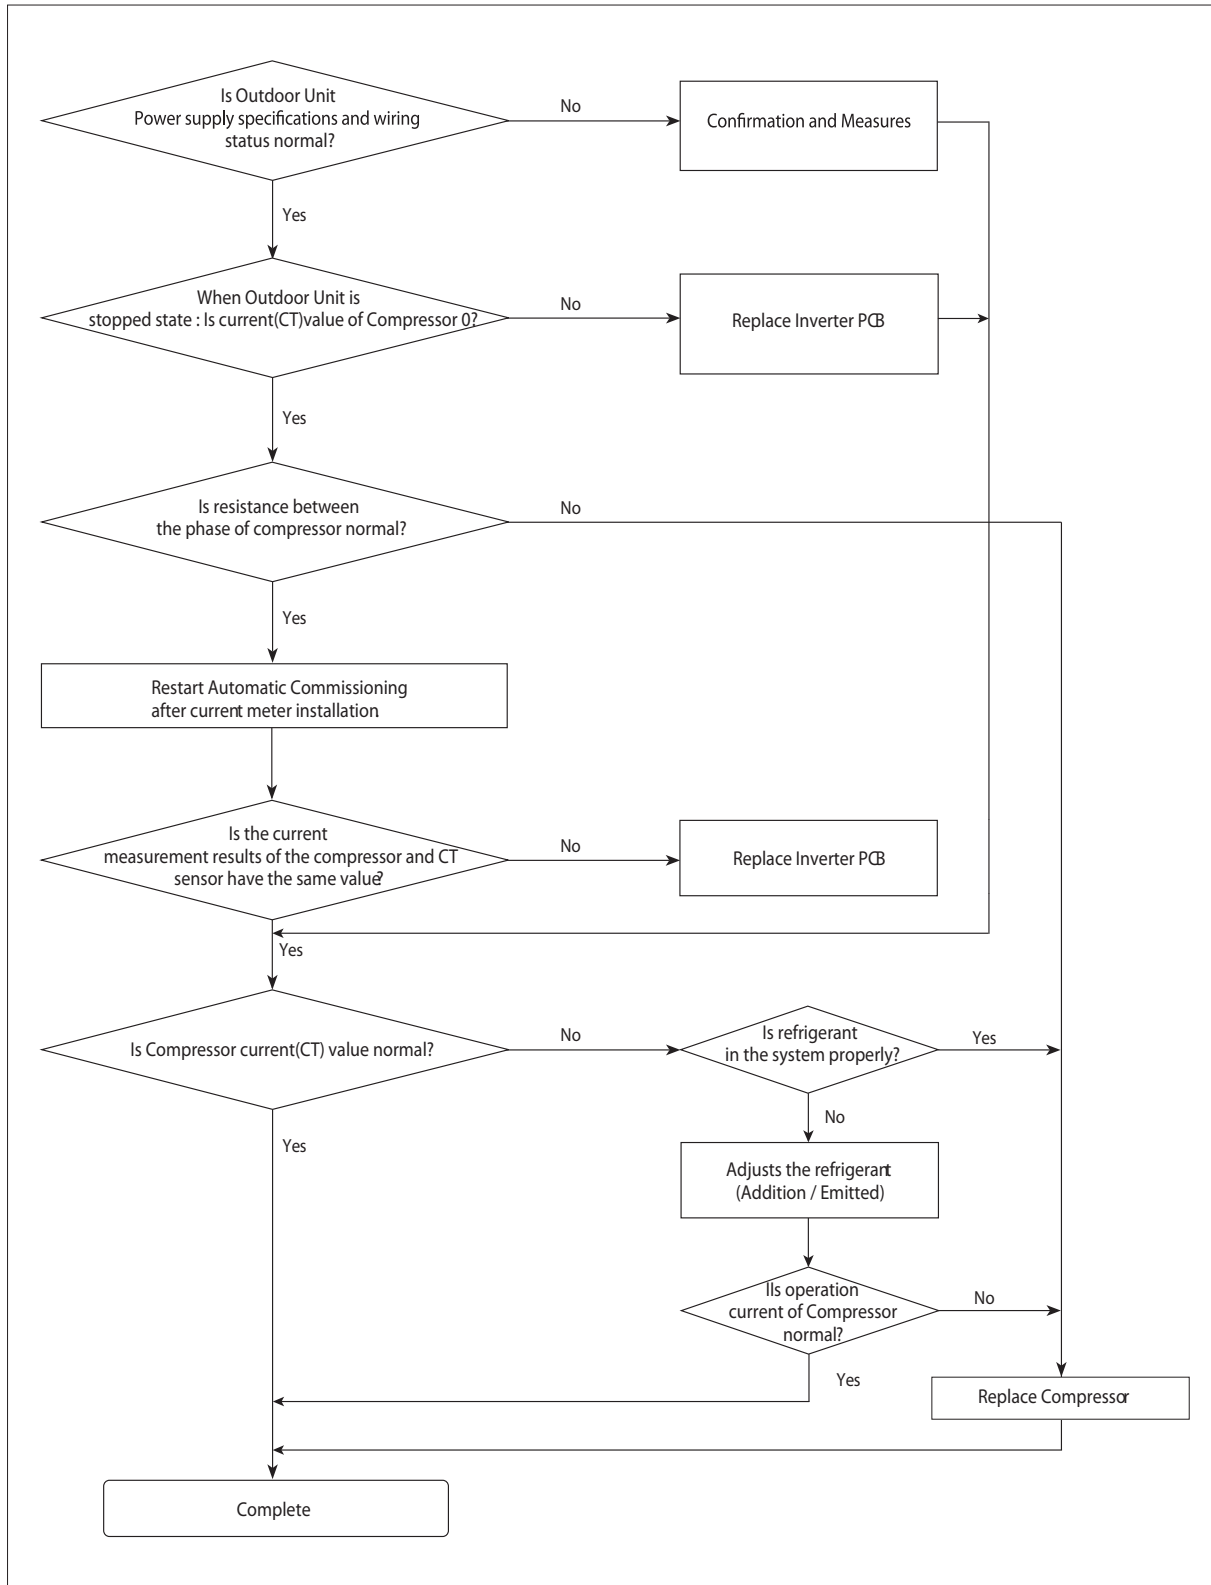 Is Outdoor Unit
Power supply specifications and wiring
status normal?
No
Confirmation and Measures
Yes
When Outdoor Unit is
stopped state : Is current(CT)value of Compressor 0?
No
Replace Inverter PCB
Yes
Is resistance between
the phase of compressor normal?
No
Yes
Restart Automatic Commissioning
after current meter installation.
Is the current
measurement results of the compressor and CT
sensor have the same value?
No
Replace Inverter PCB
Yes
Is Compressor current(CT) value normal?
No
Is refrigerant
in the system properly?
Yes
No
Yes
Adjusts the refrigerant
(Addition / Emitted)
IIs operation
current of Compressor
normal?
No
Yes
Replace Compressor
Complete